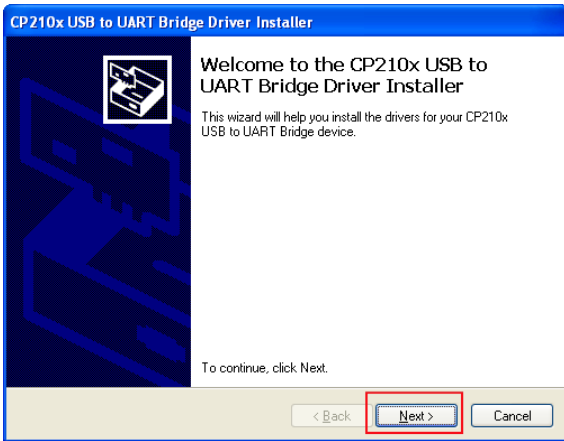 CP210x USB to UART Bridge Driver Installer
Welcome to the CP210x USB to
UART Bridge Driver Installer
This wizard will help you install the drivers for your CP210x
USB to UART Bridge device.
To continue, click Next.
< Back Next > Cancel